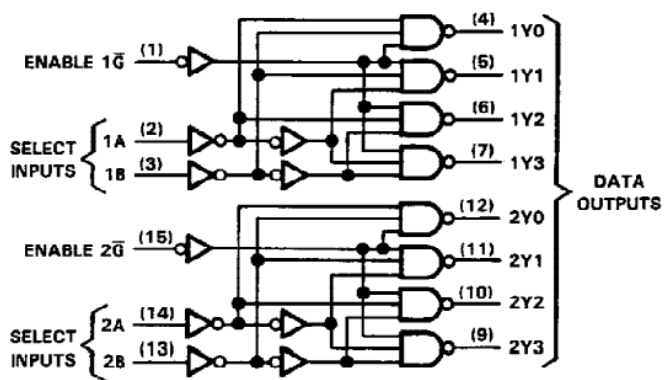 (4) 1Y0
ENABLE 1G̅ (1)
(5) 1Y1
(6) 1Y2
SELECT INPUTS
1A (2)
1B (3)
(7) 1Y3
DATA OUTPUTS
(12) 2Y0
ENABLE 2G̅ (15)
(11) 2Y1
(10) 2Y2
SELECT INPUTS
2A (14)
2B (13)
(9) 2Y3